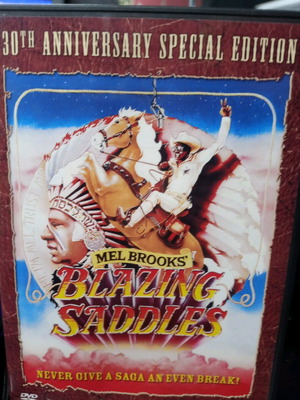 30TH ANNIVERSARY SPECIAL EDITION
MEL BROOKS'
BLAZING
SADDLES
NEVER GIVE A SAGA AN EVEN BREAK!
DVD